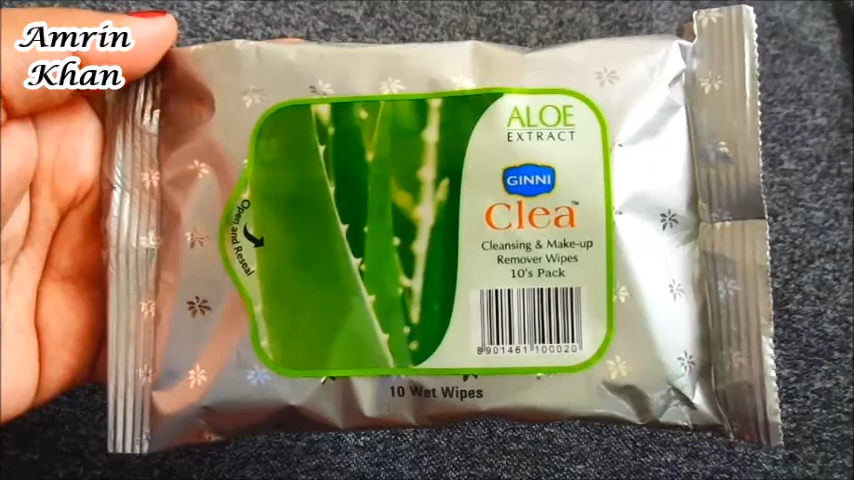 Amrin
Khan
ALOE
EXTRACT
GINNI
Clea™
Cleansing & Make-up
Remover Wipes
10's Pack
8901461100020
Open and Reseal
10 Wet Wipes